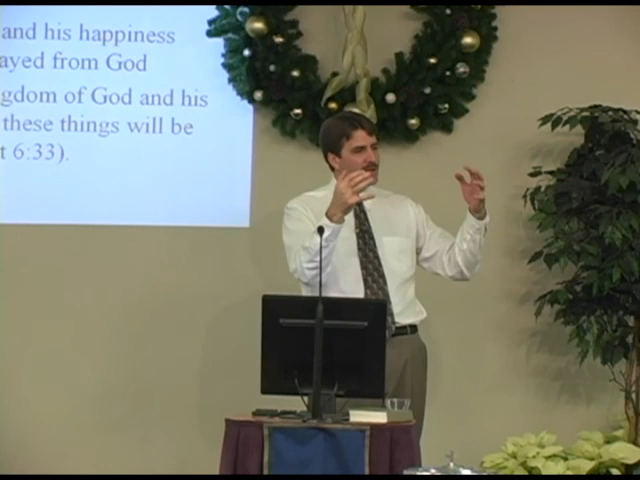 and his happiness
ayed from God
gdom of God and his
these things will be
t 6:33).